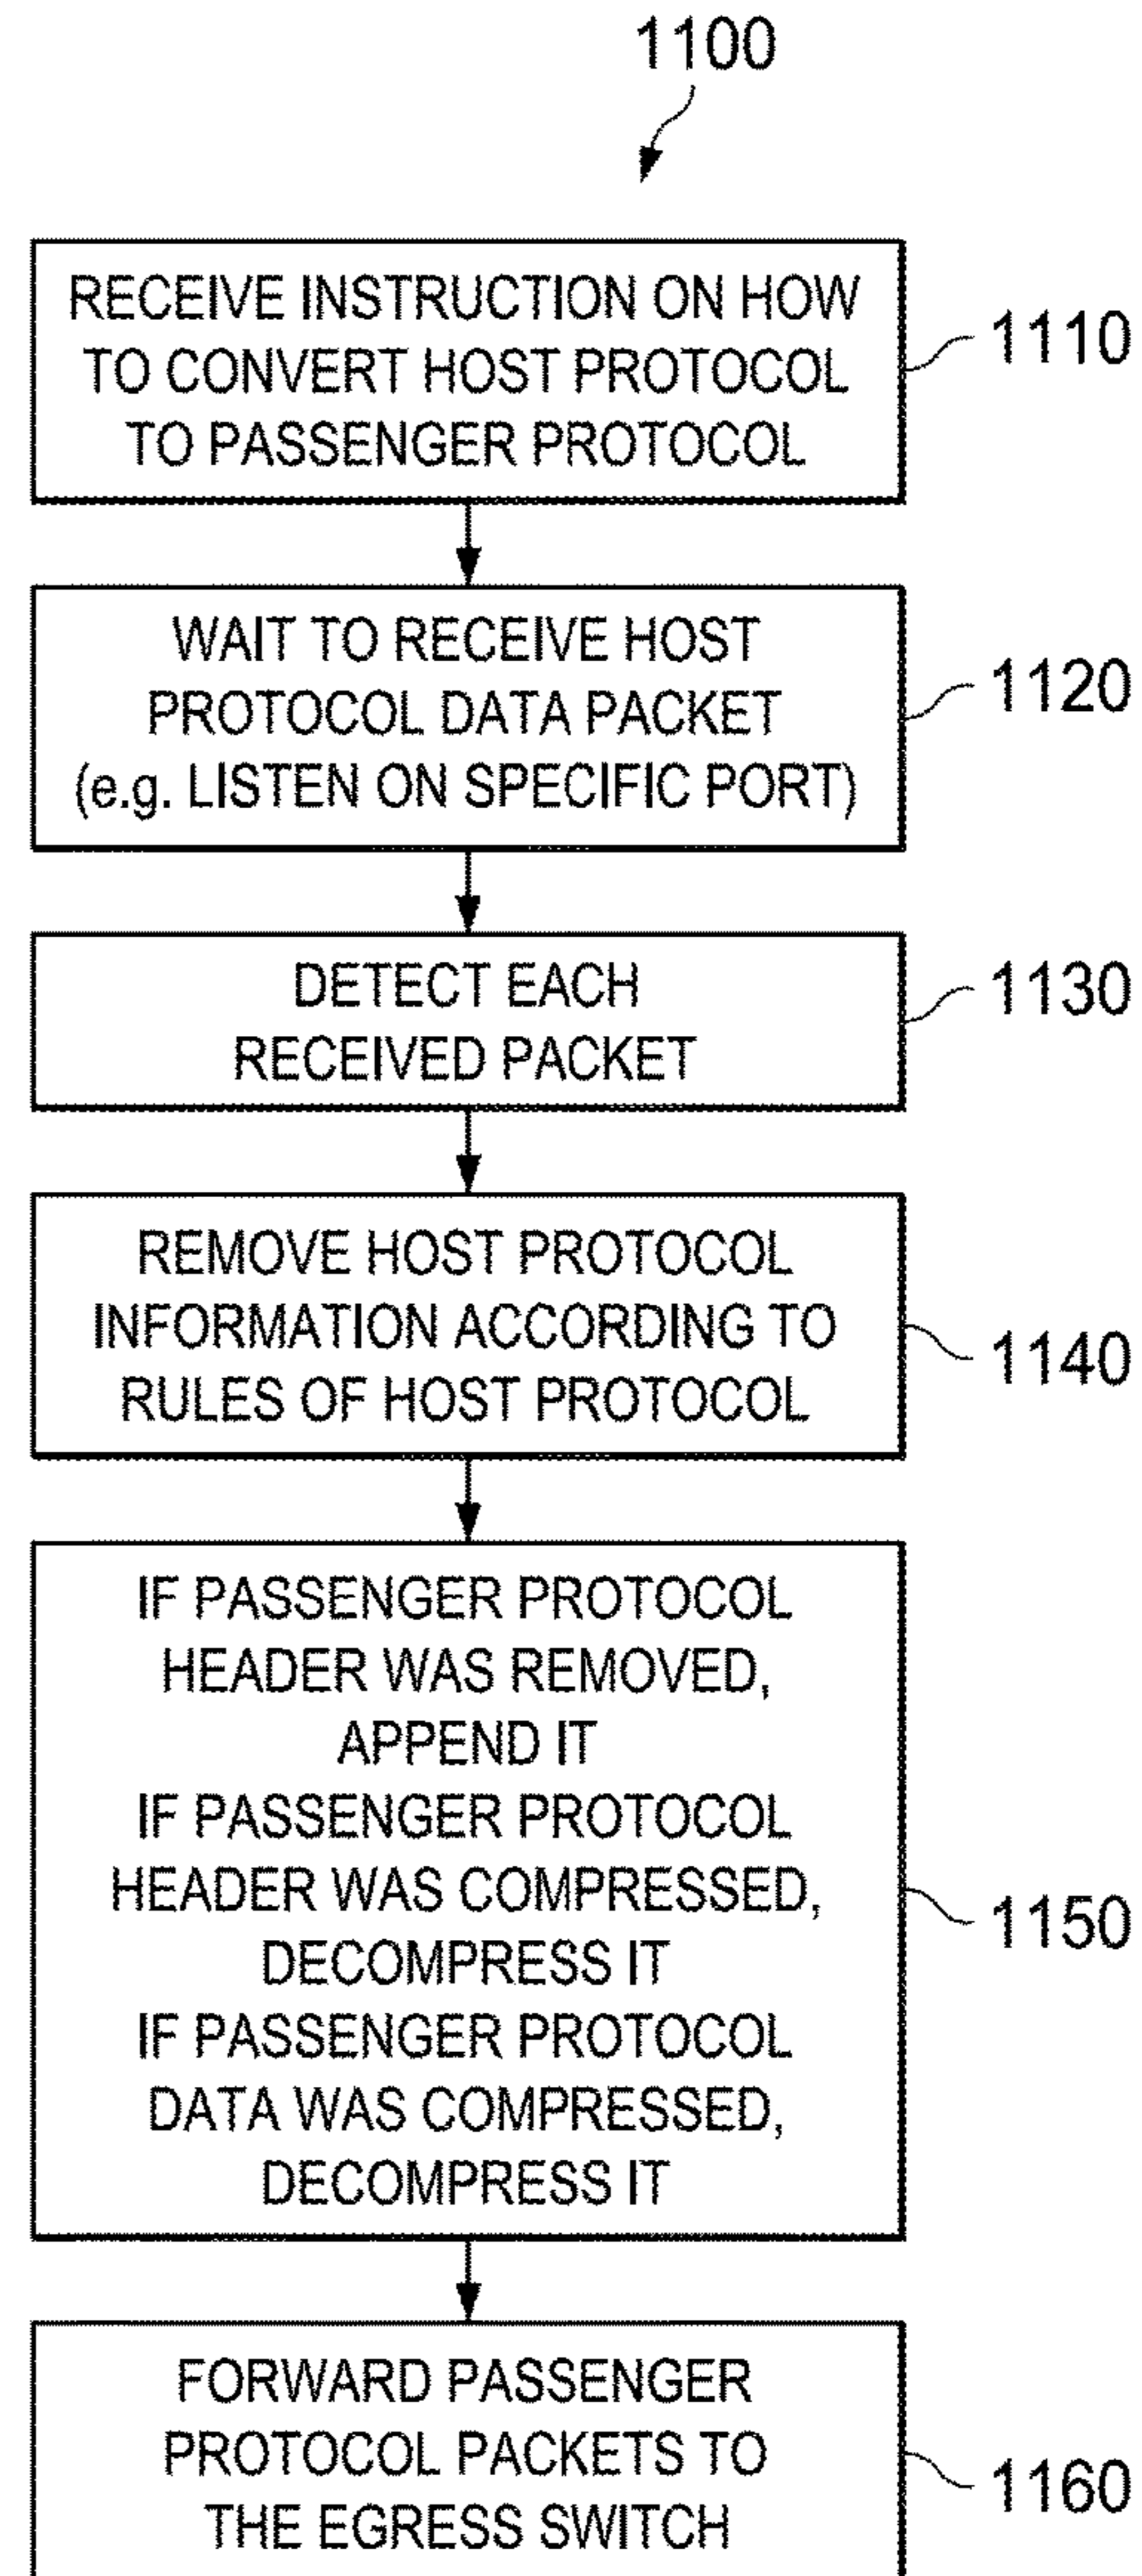 1100
RECEIVE INSTRUCTION ON HOW
TO CONVERT HOST PROTOCOL
TO PASSENGER PROTOCOL
1110
WAIT TO RECEIVE HOST
PROTOCOL DATA PACKET
(e.g. LISTEN ON SPECIFIC PORT)
1120
DETECT EACH
RECEIVED PACKET
1130
REMOVE HOST PROTOCOL
INFORMATION ACCORDING TO
RULES OF HOST PROTOCOL
1140
IF PASSENGER PROTOCOL
HEADER WAS REMOVED,
APPEND IT
IF PASSENGER PROTOCOL
HEADER WAS COMPRESSED,
DECOMPRESS IT
IF PASSENGER PROTOCOL
DATA WAS COMPRESSED,
DECOMPRESS IT
1150
FORWARD PASSENGER
PROTOCOL PACKETS TO
THE EGRESS SWITCH
1160